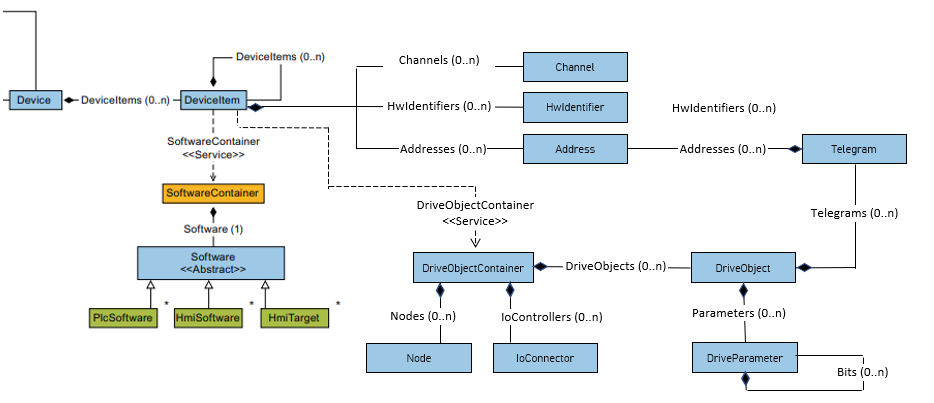 DeviceItems (0..n)
Channels (0..n)
Channel
Device
DeviceItems (0..n)
DeviceItem
HwIdentifiers (0..n)
HwIdentifier
HwIdentifiers (0..n)
SoftwareContainer
<<Service>>
Addresses (0..n)
Address
Addresses (0..n)
Telegram
SoftwareContainer
DriveObjectContainer
<<Service>>
Telegrams (0..n)
Software (1)
Software
<<Abstract>>
DriveObjectContainer
DriveObjects (0..n)
DriveObject
*
*
*
PlcSoftware
HmiSoftware
HmiTarget
Nodes (0..n)
IoControllers (0..n)
Parameters (0..n)
Node
IoConnector
DriveParameter
Bits (0..n)